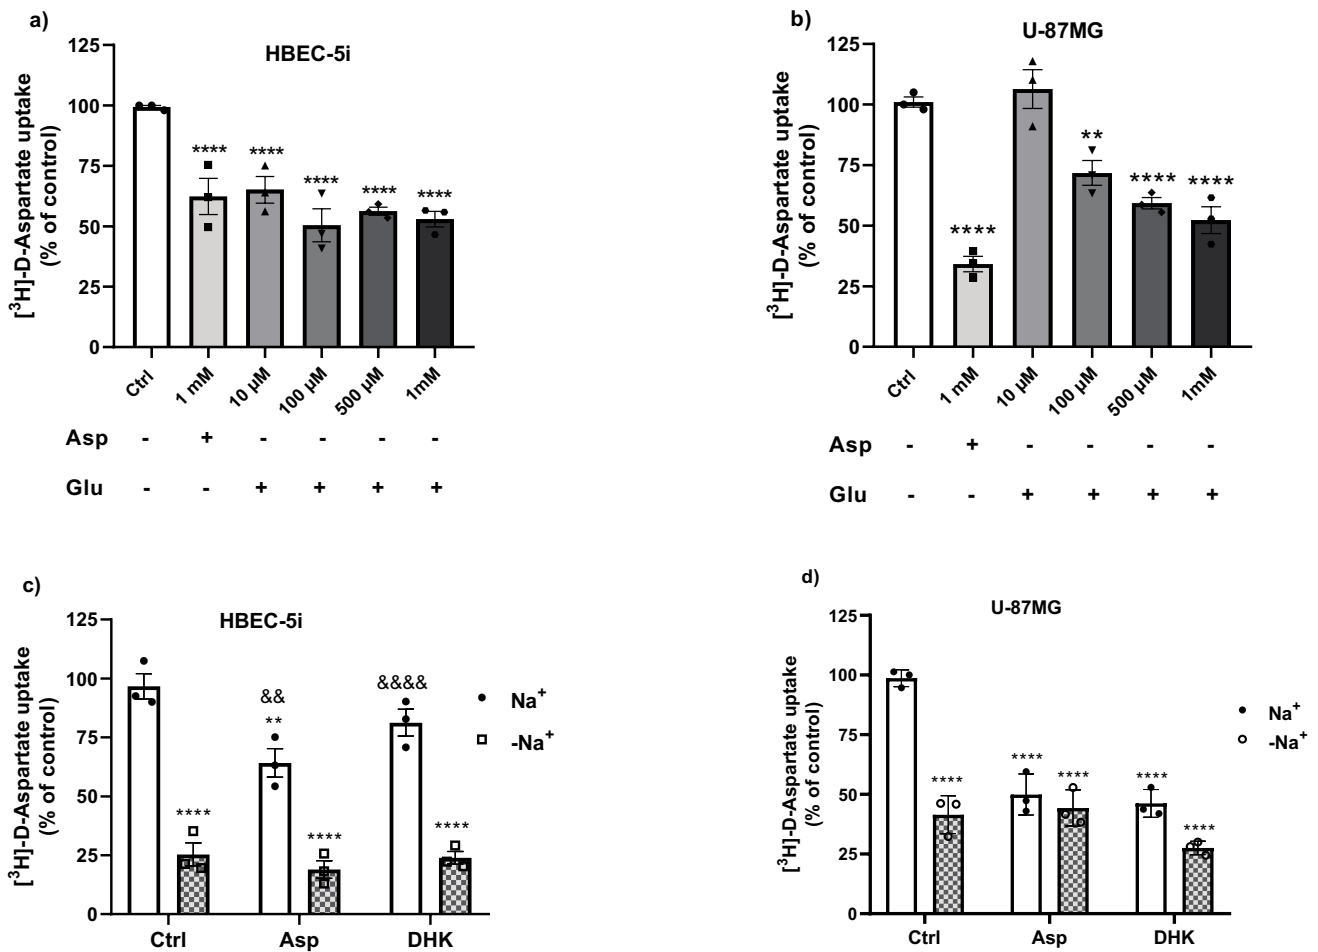 a)
HBEC-5i
[³H]-D-Aspartate uptake
(% of control)
125
100
75
50
25
0
****
****
****
****
****
Ctrl
1 mM
10 µM
100 µM
500 µM
1mM
Asp - + - - - -
Glu - - + + + +
b)
U-87MG
[³H]-D-Aspartate uptake
(% of control)
125
100
75
50
25
0
****
**
****
****
Ctrl
1 mM
10 µM
100 µM
500 µM
1mM
Asp - + - - - -
Glu - - + + + +
c)
HBEC-5i
[³H]-D-Aspartate uptake
(% of control)
125
100
75
50
25
0
****
&&
**
****
&&&&
****
Na⁺
-Na⁺
Ctrl Asp DHK
d)
U-87MG
[³H]-D-Aspartate uptake
(% of control)
125
100
75
50
25
0
****
****
****
****
****
Na⁺
-Na⁺
Ctrl Asp DHK